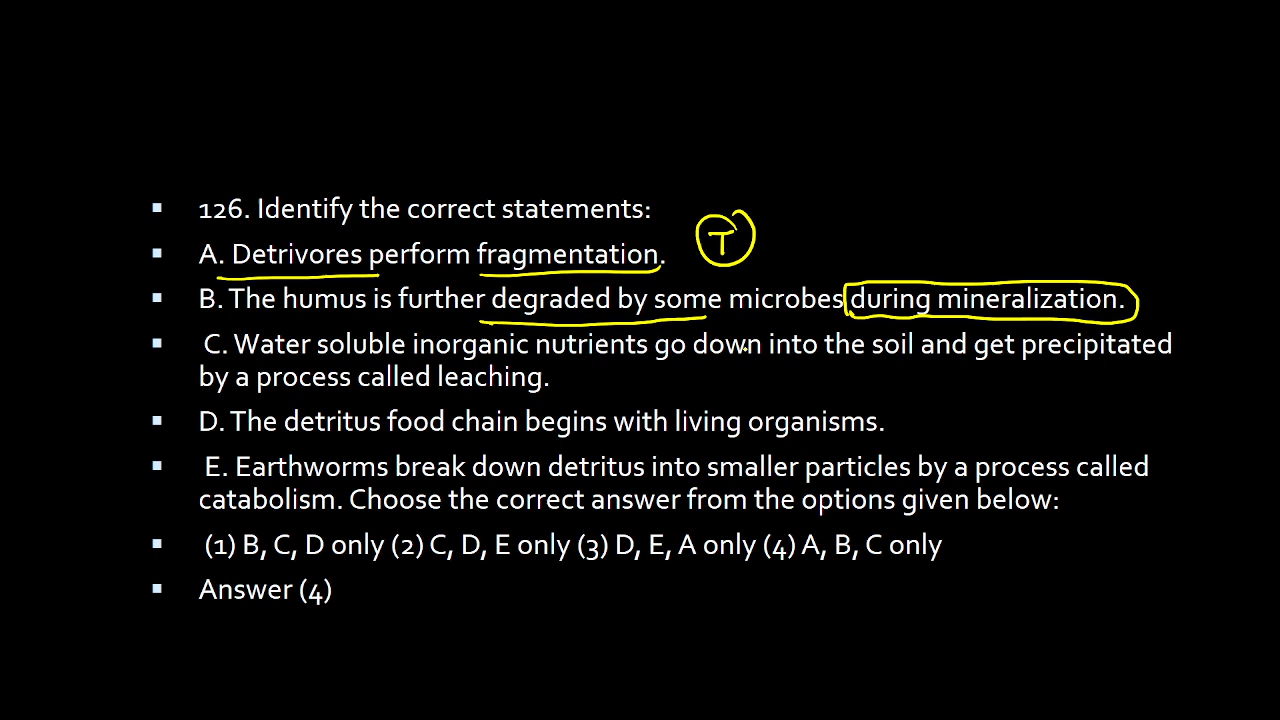 126. Identify the correct statements:
A. Detrivores perform fragmentation. T
B. The humus is further degraded by some microbes during mineralization.
C. Water soluble inorganic nutrients go down into the soil and get precipitated
by a process called leaching.
D. The detritus food chain begins with living organisms.
E. Earthworms break down detritus into smaller particles by a process called
catabolism. Choose the correct answer from the options given below:
(1) B, C, D only (2) C, D, E only (3) D, E, A only (4) A, B, C only
Answer (4)